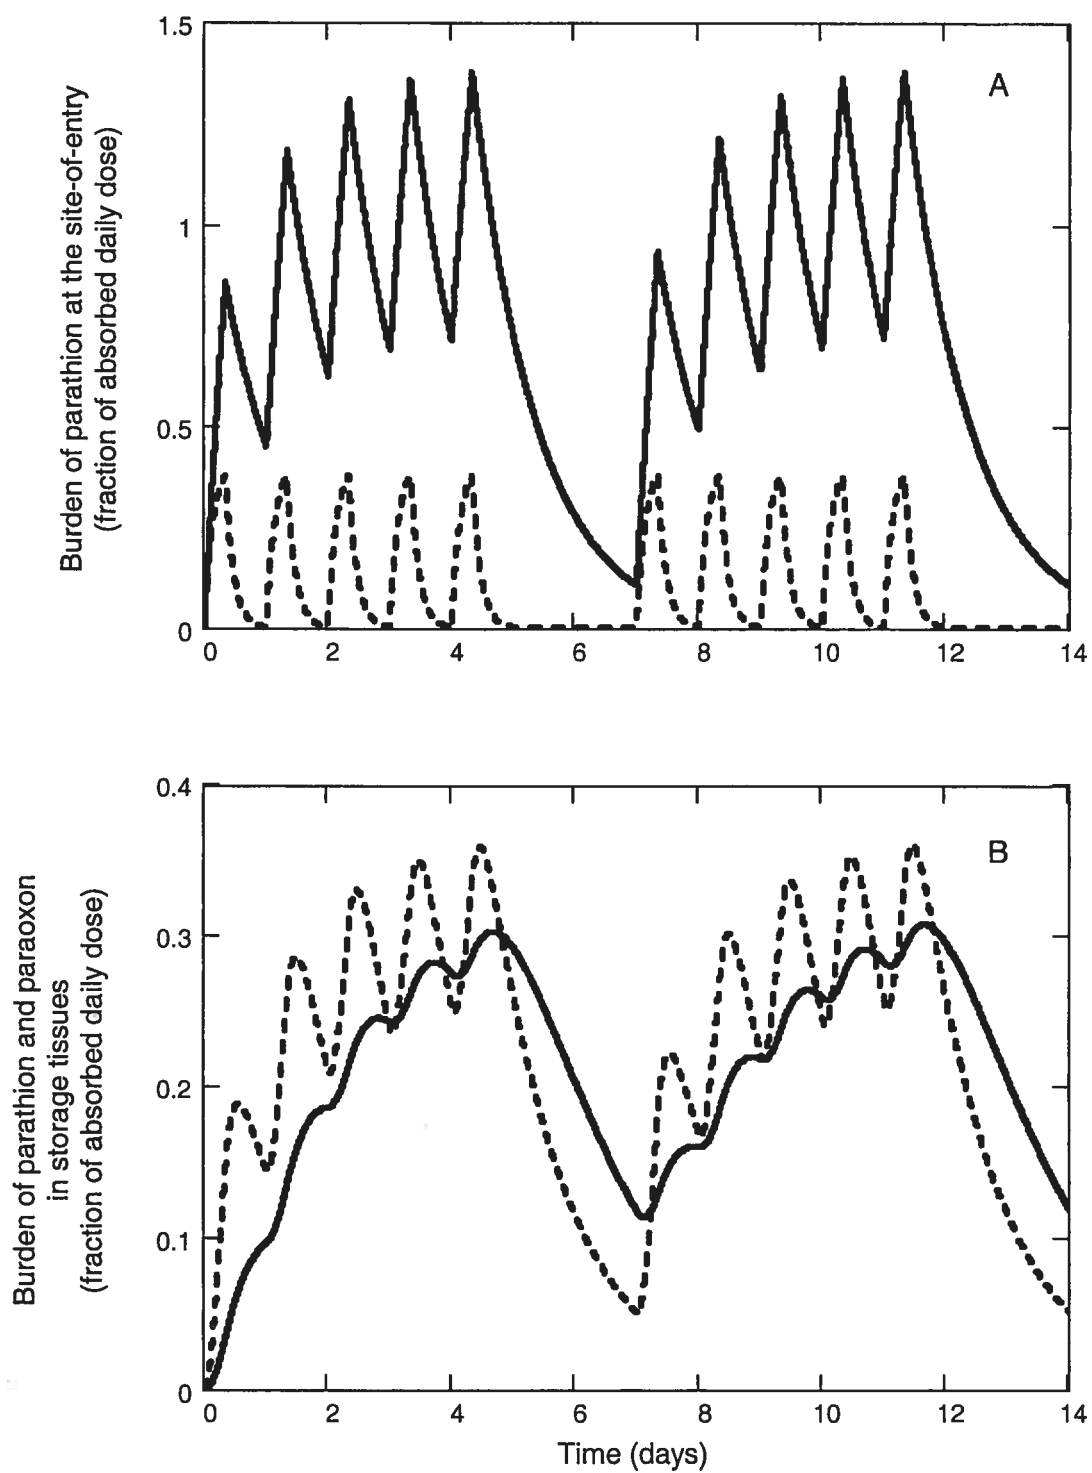 Burden of parathion at the site-of-entry
(fraction of absorbed daily dose)
1.5
1
0.5
0
A
0 2 4 6 8 10 12 14
Burden of parathion and paraoxon
in storage tissues
(fraction of absorbed daily dose)
0.4
0.3
0.2
0.1
0
B
0 2 4 6 8 10 12 14
Time (days)